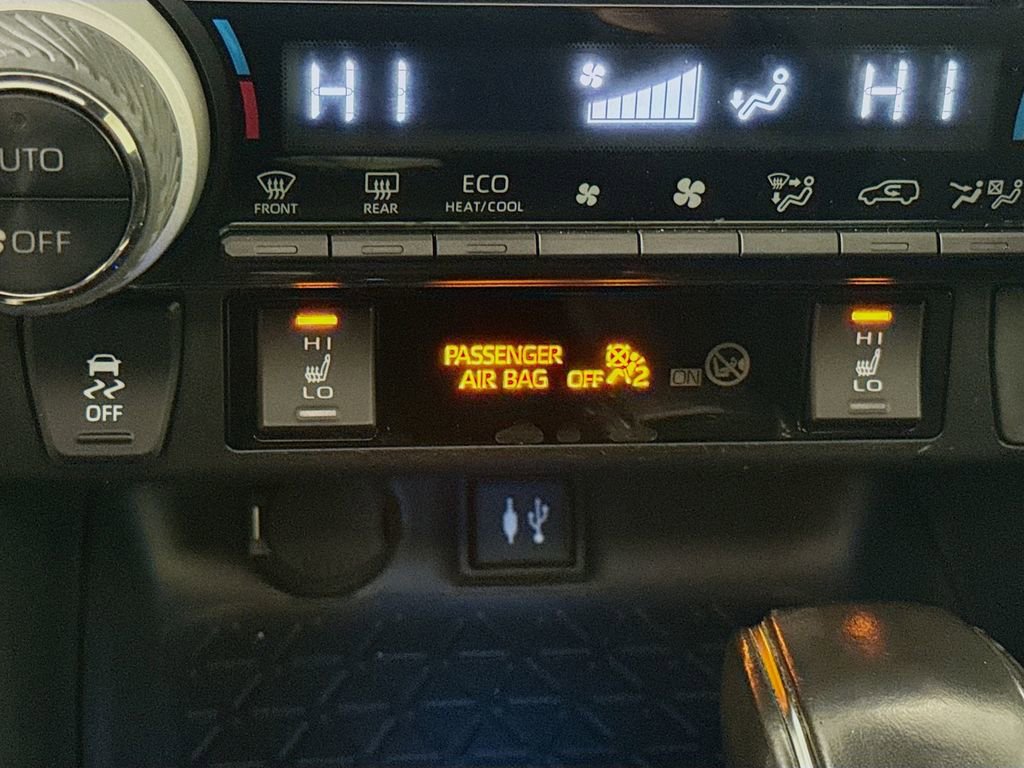 HI HI
AUTO
OFF
FRONT
REAR
ECO
HEAT/COOL
HI
LO
PASSENGER
AIR BAG OFF 2 ON
HI
LO
OFF